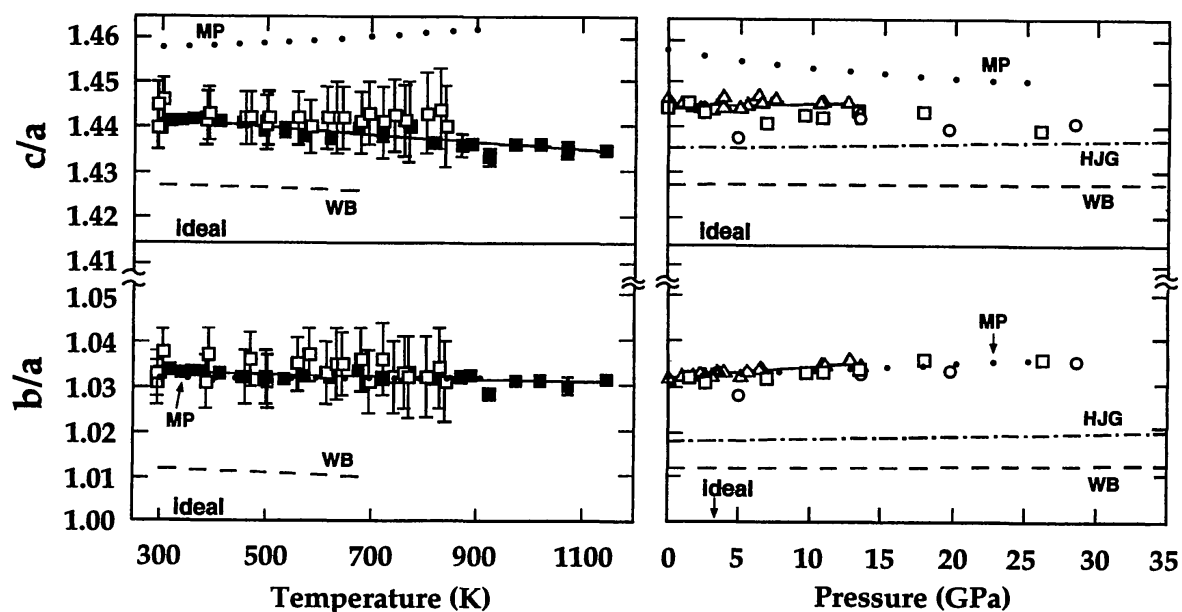 c/a
1.46
1.45
1.44
1.43
1.42
1.41
MP
WB
ideal
b/a
1.05
1.04
1.03
1.02
1.01
1.00
MP
WB
ideal
300 500 700 900 1100
Temperature (K)
MP
HJG
WB
ideal
MP
HJG
WB
ideal
0 5 10 15 20 25 30 35
Pressure (GPa)